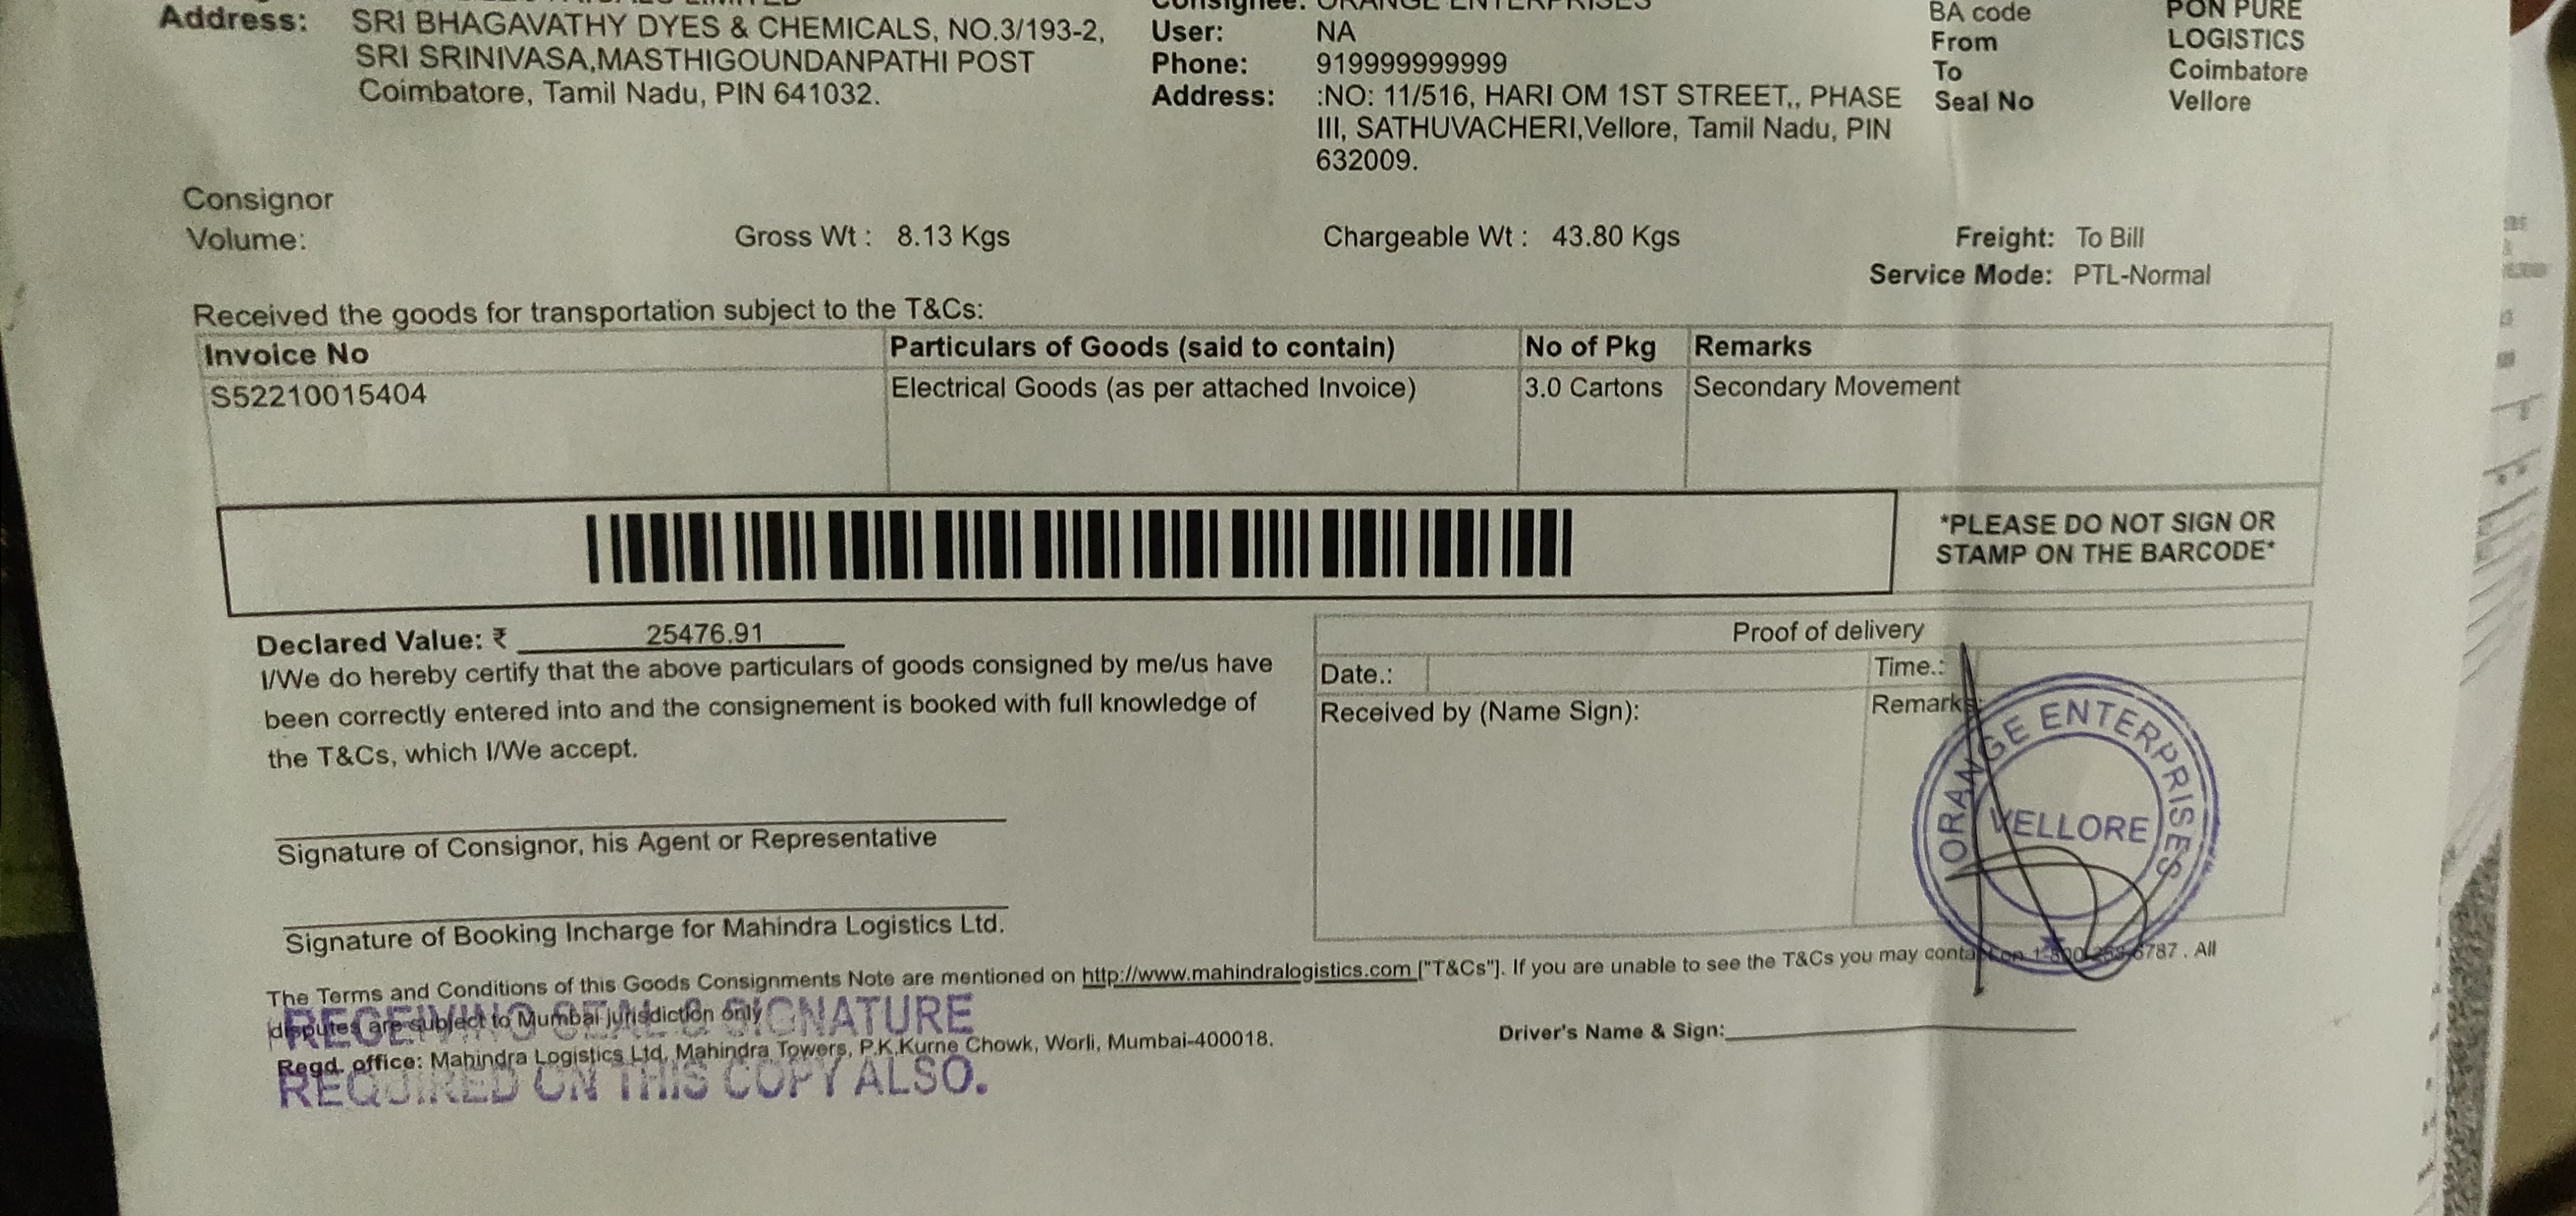 Consignee: ORANGE ENTERPRISES
Address: SRI BHAGAVATHY DYES & CHEMICALS, NO.3/193-2,
SRI SRINIVASA,MASTHIGOUNDANPATHI POST
Coimbatore, Tamil Nadu, PIN 641032.
User: NA
Phone: 919999999999
Address: :NO: 11/516, HARI OM 1ST STREET,, PHASE
III, SATHUVACHERI,Vellore, Tamil Nadu, PIN
632009.
BA code PON PURE
From LOGISTICS
To Coimbatore
Seal No Vellore
Consignor
Volume: Gross Wt : 8.13 Kgs Chargeable Wt : 43.80 Kgs Freight: To Bill
Service Mode: PTL-Normal
Received the goods for transportation subject to the T&Cs:
Invoice No Particulars of Goods (said to contain) No of Pkg Remarks
S52210015404 Electrical Goods (as per attached Invoice) 3.0 Cartons Secondary Movement
*PLEASE DO NOT SIGN OR
STAMP ON THE BARCODE*
Declared Value: ₹ 25476.91
I/We do hereby certify that the above particulars of goods consigned by me/us have
been correctly entered into and the consignement is booked with full knowledge of
the T&Cs, which I/We accept.
Proof of delivery
Date.: Time.:
Received by (Name Sign): Remarks:
ORANGE ENTERPRISES
VELLORE
Signature of Consignor, his Agent or Representative
Signature of Booking Incharge for Mahindra Logistics Ltd.
The Terms and Conditions of this Goods Consignments Note are mentioned on http://www.mahindralogistics.com ["T&Cs"]. If you are unable to see the T&Cs you may contact on 6787 . All
disputes are subject to Mumbai jurisdiction only
RECEIVING SEAL & SIGNATURE
Regd. office: Mahindra Logistics Ltd, Mahindra Towers, P.K.Kurne Chowk, Worli, Mumbai-400018.
REQUIRED ON THIS COPY ALSO.
Driver's Name & Sign: